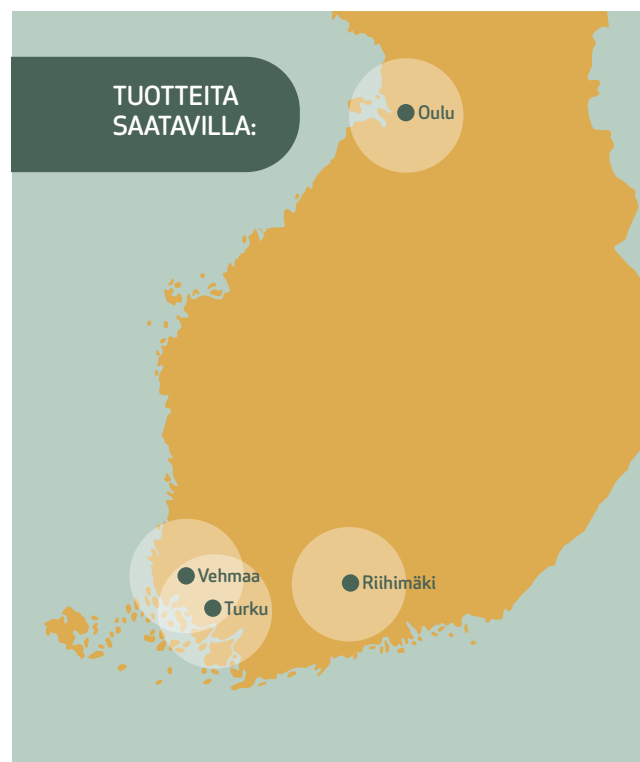 TUOTTEITA
SAATAVILLA:
Oulu
Vehmaa
Riihimäki
Turku